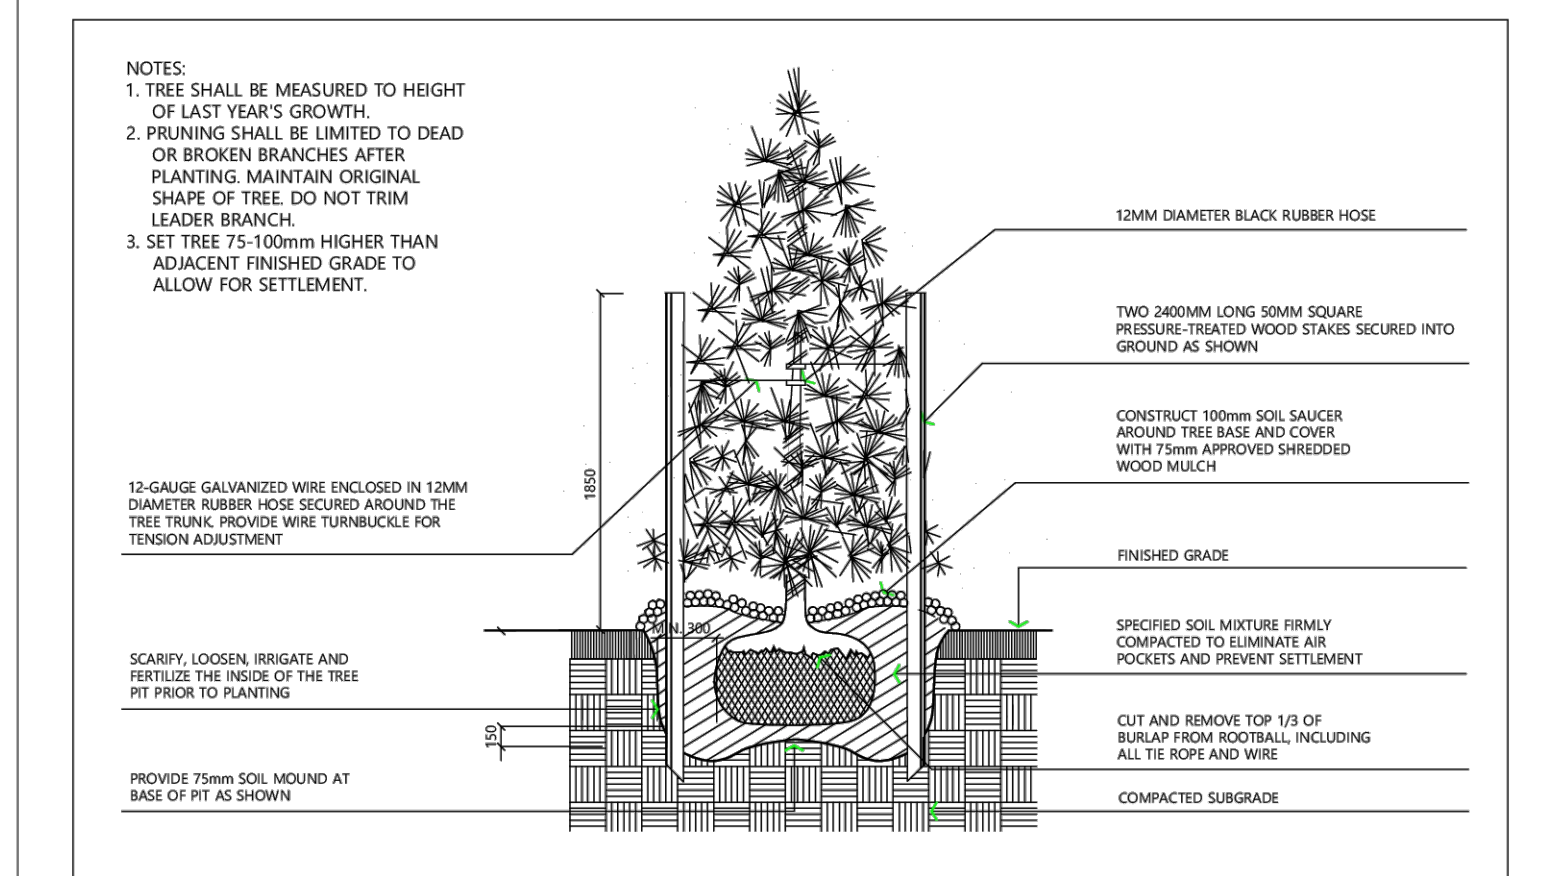 NOTES:
1. TREE SHALL BE MEASURED TO HEIGHT
OF LAST YEAR'S GROWTH.
2. PRUNING SHALL BE LIMITED TO DEAD
OR BROKEN BRANCHES AFTER
PLANTING. MAINTAIN ORIGINAL
SHAPE OF TREE. DO NOT TRIM
LEADER BRANCH.
3. SET TREE 75-100mm HIGHER THAN
ADJACENT FINISHED GRADE TO
ALLOW FOR SETTLEMENT.
12-GAUGE GALVANIZED WIRE ENCLOSED IN 12MM
DIAMETER RUBBER HOSE SECURED AROUND THE
TREE TRUNK. PROVIDE WIRE TURNBUCKLE FOR
TENSION ADJUSTMENT
SCARIFY, LOOSEN, IRRIGATE AND
FERTILIZE THE INSIDE OF THE TREE
PIT PRIOR TO PLANTING
PROVIDE 75mm SOIL MOUND AT
BASE OF PIT AS SHOWN
1850
150
MIN. 300
12MM DIAMETER BLACK RUBBER HOSE
TWO 2400MM LONG 50MM SQUARE
PRESSURE-TREATED WOOD STAKES SECURED INTO
GROUND AS SHOWN
CONSTRUCT 100mm SOIL SAUCER
AROUND TREE BASE AND COVER
WITH 75mm APPROVED SHREDDED
WOOD MULCH
FINISHED GRADE
SPECIFIED SOIL MIXTURE FIRMLY
COMPACTED TO ELIMINATE AIR
POCKETS AND PREVENT SETTLEMENT
CUT AND REMOVE TOP 1/3 OF
BURLAP FROM ROOTBALL, INCLUDING
ALL TIE ROPE AND WIRE
COMPACTED SUBGRADE